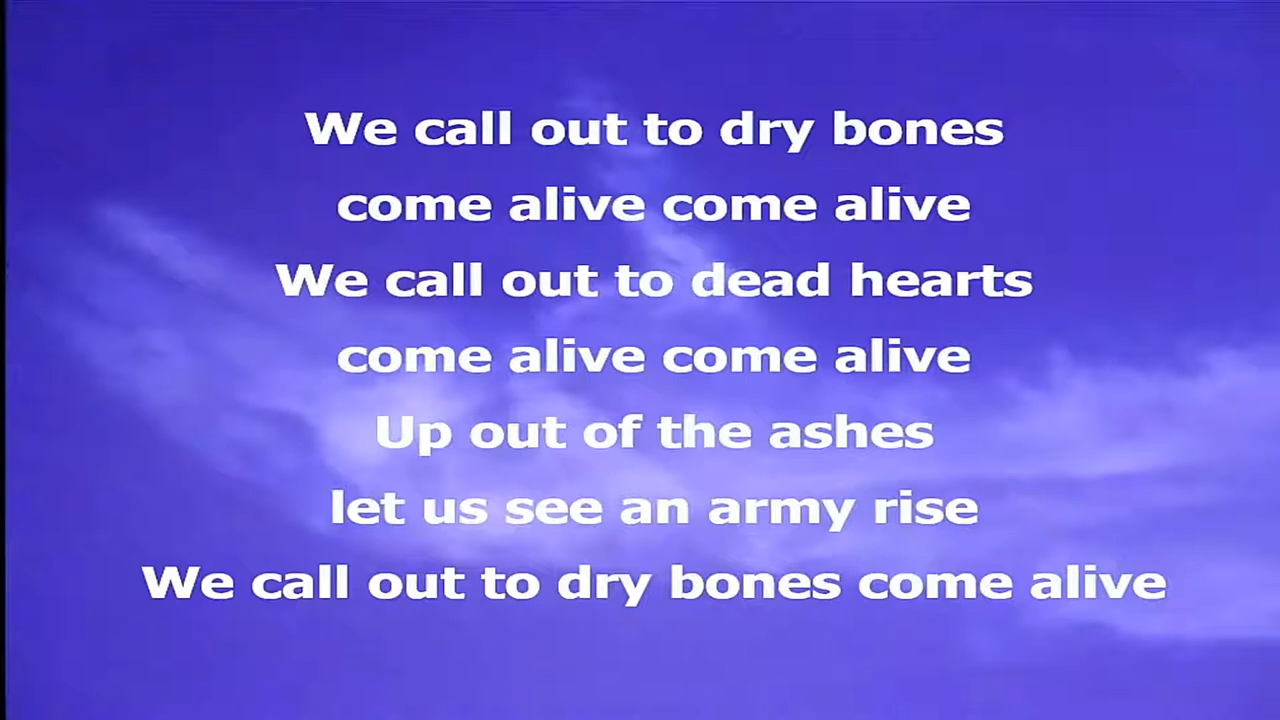 We call out to dry bones
come alive come alive
We call out to dead hearts
come alive come alive
Up out of the ashes
let us see an army rise
We call out to dry bones come alive